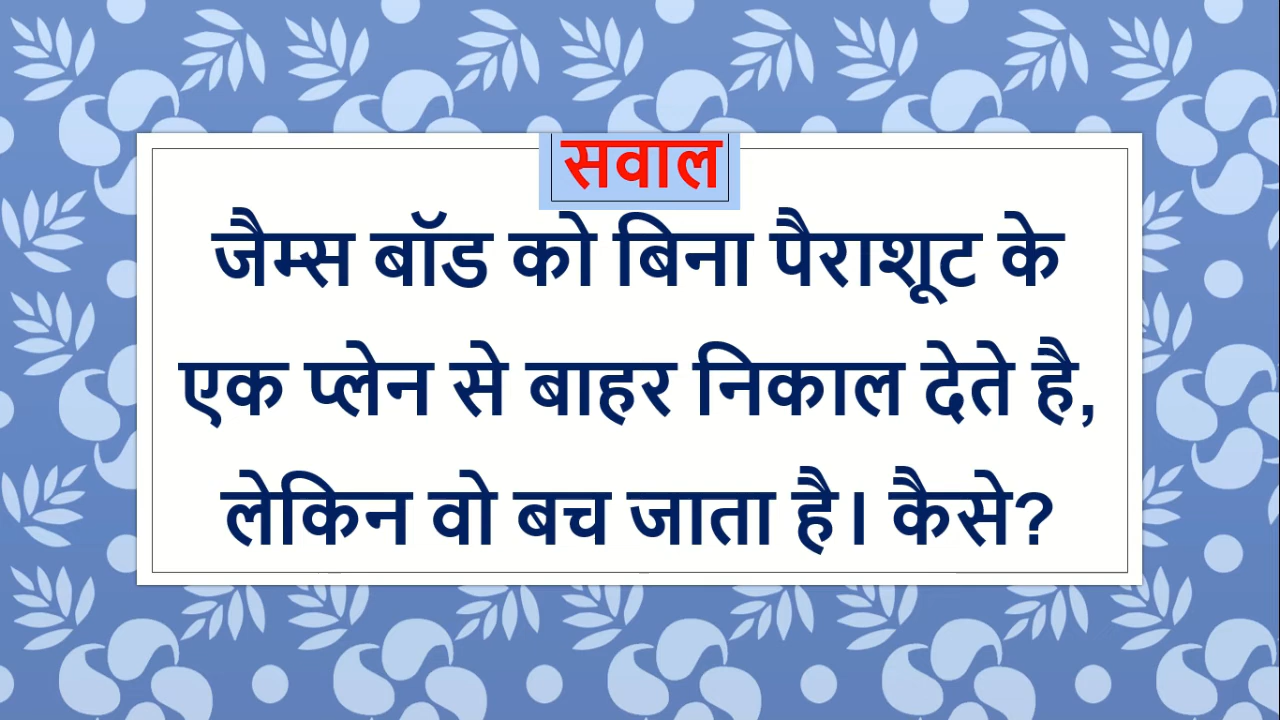 सवाल
जैम्स बॉड को बिना पैराशूट के
एक प्लेन से बाहर निकाल देते है,
लेकिन वो बच जाता है। कैसे?